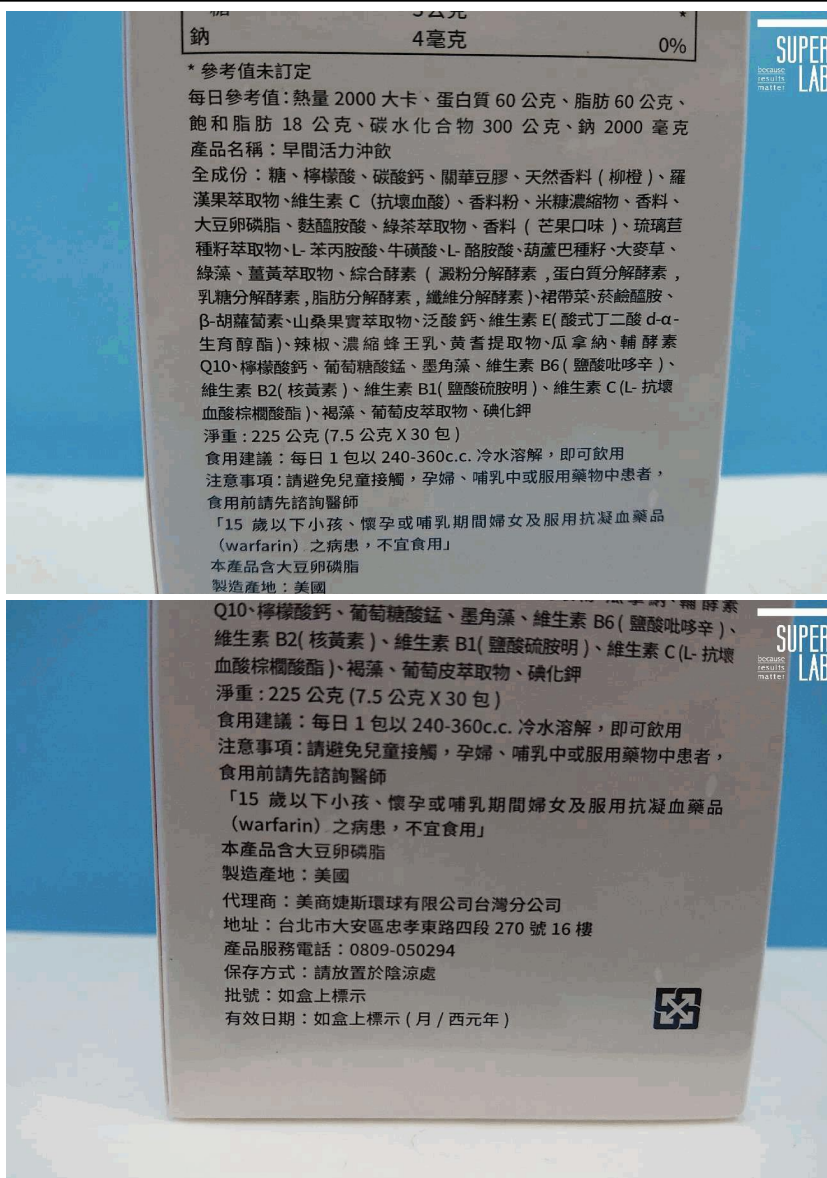 糖 5公克 *
鈉 4毫克 0%
* 參考值未訂定
每日參考值：熱量 2000 大卡、蛋白質 60 公克、脂肪 60 公克、
飽和脂肪 18 公克、碳水化合物 300 公克、鈉 2000 毫克
產品名稱：早間活力沖飲
全成份：糖、檸檬酸、碳酸鈣、關華豆膠、天然香料 ( 柳橙 )、羅
漢果萃取物、維生素 C（抗壞血酸）、香料粉、米糠濃縮物、香料、
大豆卵磷脂、麩醯胺酸、綠茶萃取物、香料 ( 芒果口味 )、琉璃苣
種籽萃取物、L- 苯丙胺酸、牛磺酸、L- 酪胺酸、葫蘆巴種籽、大麥草、
綠藻、薑黃萃取物、綜合酵素 ( 澱粉分解酵素 , 蛋白質分解酵素 ,
乳糖分解酵素 , 脂肪分解酵素 , 纖維分解酵素 )、裙帶菜、菸鹼醯胺、
β-胡蘿蔔素、山桑果實萃取物、泛酸鈣、維生素 E( 酸式丁二酸 d-α-
生育醇酯 )、辣椒、濃縮蜂王乳、黃耆提取物、瓜拿納、輔酵素
Q10、檸檬酸鈣、葡萄糖酸錳、墨角藻、維生素 B6 ( 鹽酸吡哆辛 )、
維生素 B2( 核黃素 )、維生素 B1( 鹽酸硫胺明 )、維生素 C (L- 抗壞
血酸棕櫚酸酯 )、褐藻、葡萄皮萃取物、碘化鉀
淨重 : 225 公克 (7.5 公克 X 30 包 )
食用建議：每日 1 包以 240-360c.c. 冷水溶解，即可飲用
注意事項：請避免兒童接觸，孕婦、哺乳中或服用藥物中患者，
食用前請先諮詢醫師
「15 歲以下小孩、懷孕或哺乳期間婦女及服用抗凝血藥品
（warfarin）之病患，不宜食用」
本產品含大豆卵磷脂
製造產地：美國
SUPER
LAB
because
results
matter
Q10、檸檬酸鈣、葡萄糖酸錳、墨角藻、維生素 B6 ( 鹽酸吡哆辛 )、
維生素 B2( 核黃素 )、維生素 B1( 鹽酸硫胺明 )、維生素 C (L- 抗壞
血酸棕櫚酸酯 )、褐藻、葡萄皮萃取物、碘化鉀
淨重 : 225 公克 (7.5 公克 X 30 包 )
食用建議：每日 1 包以 240-360c.c. 冷水溶解，即可飲用
注意事項：請避免兒童接觸，孕婦、哺乳中或服用藥物中患者，
食用前請先諮詢醫師
「15 歲以下小孩、懷孕或哺乳期間婦女及服用抗凝血藥品
（warfarin）之病患，不宜食用」
本產品含大豆卵磷脂
製造產地：美國
代理商：美商婕斯環球有限公司台灣分公司
地址：台北市大安區忠孝東路四段 270 號 16 樓
產品服務電話：0809-050294
保存方式：請放置於陰涼處
批號：如盒上標示
有效日期：如盒上標示 ( 月 / 西元年 )
SUPER
LAB
because
results
matter